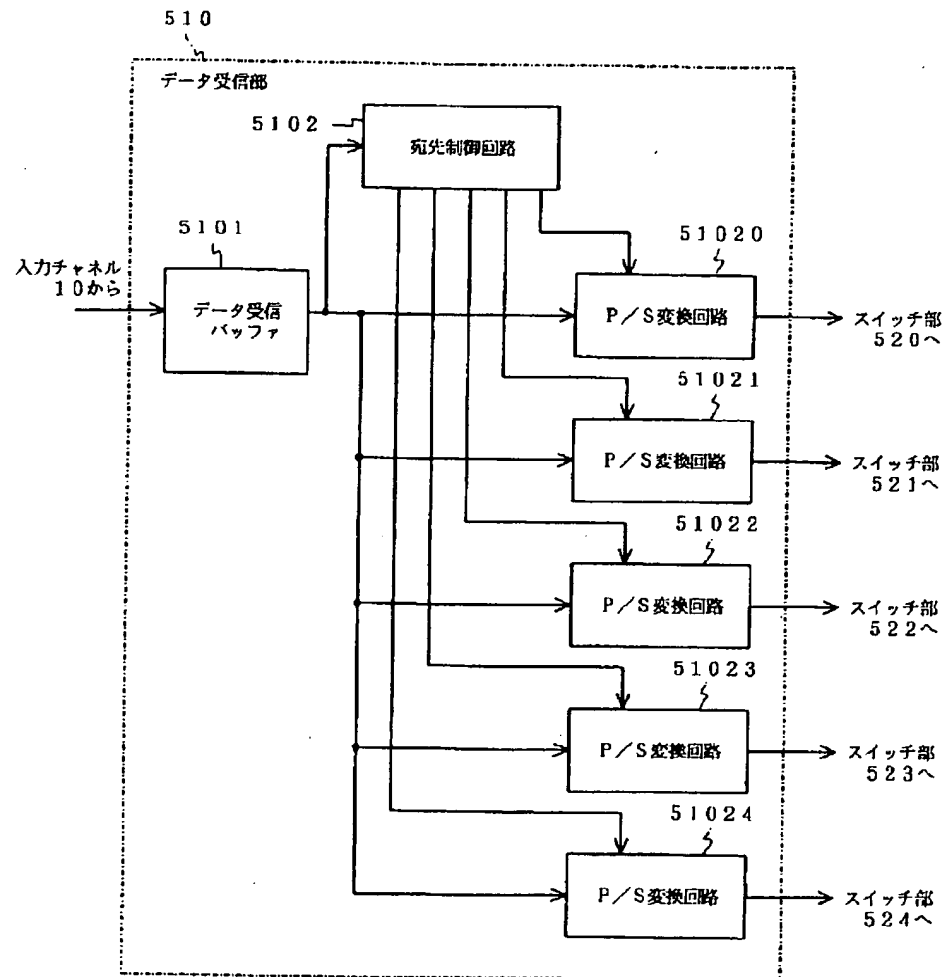 510
データ受信部
5102
宛先制御回路
5101
51020
入力チャネル
10から
データ受信
バッファ
P/S変換回路
スイッチ部
520へ
51021
P/S変換回路
スイッチ部
521へ
51022
P/S変換回路
スイッチ部
522へ
51023
P/S変換回路
スイッチ部
523へ
51024
P/S変換回路
スイッチ部
524へ